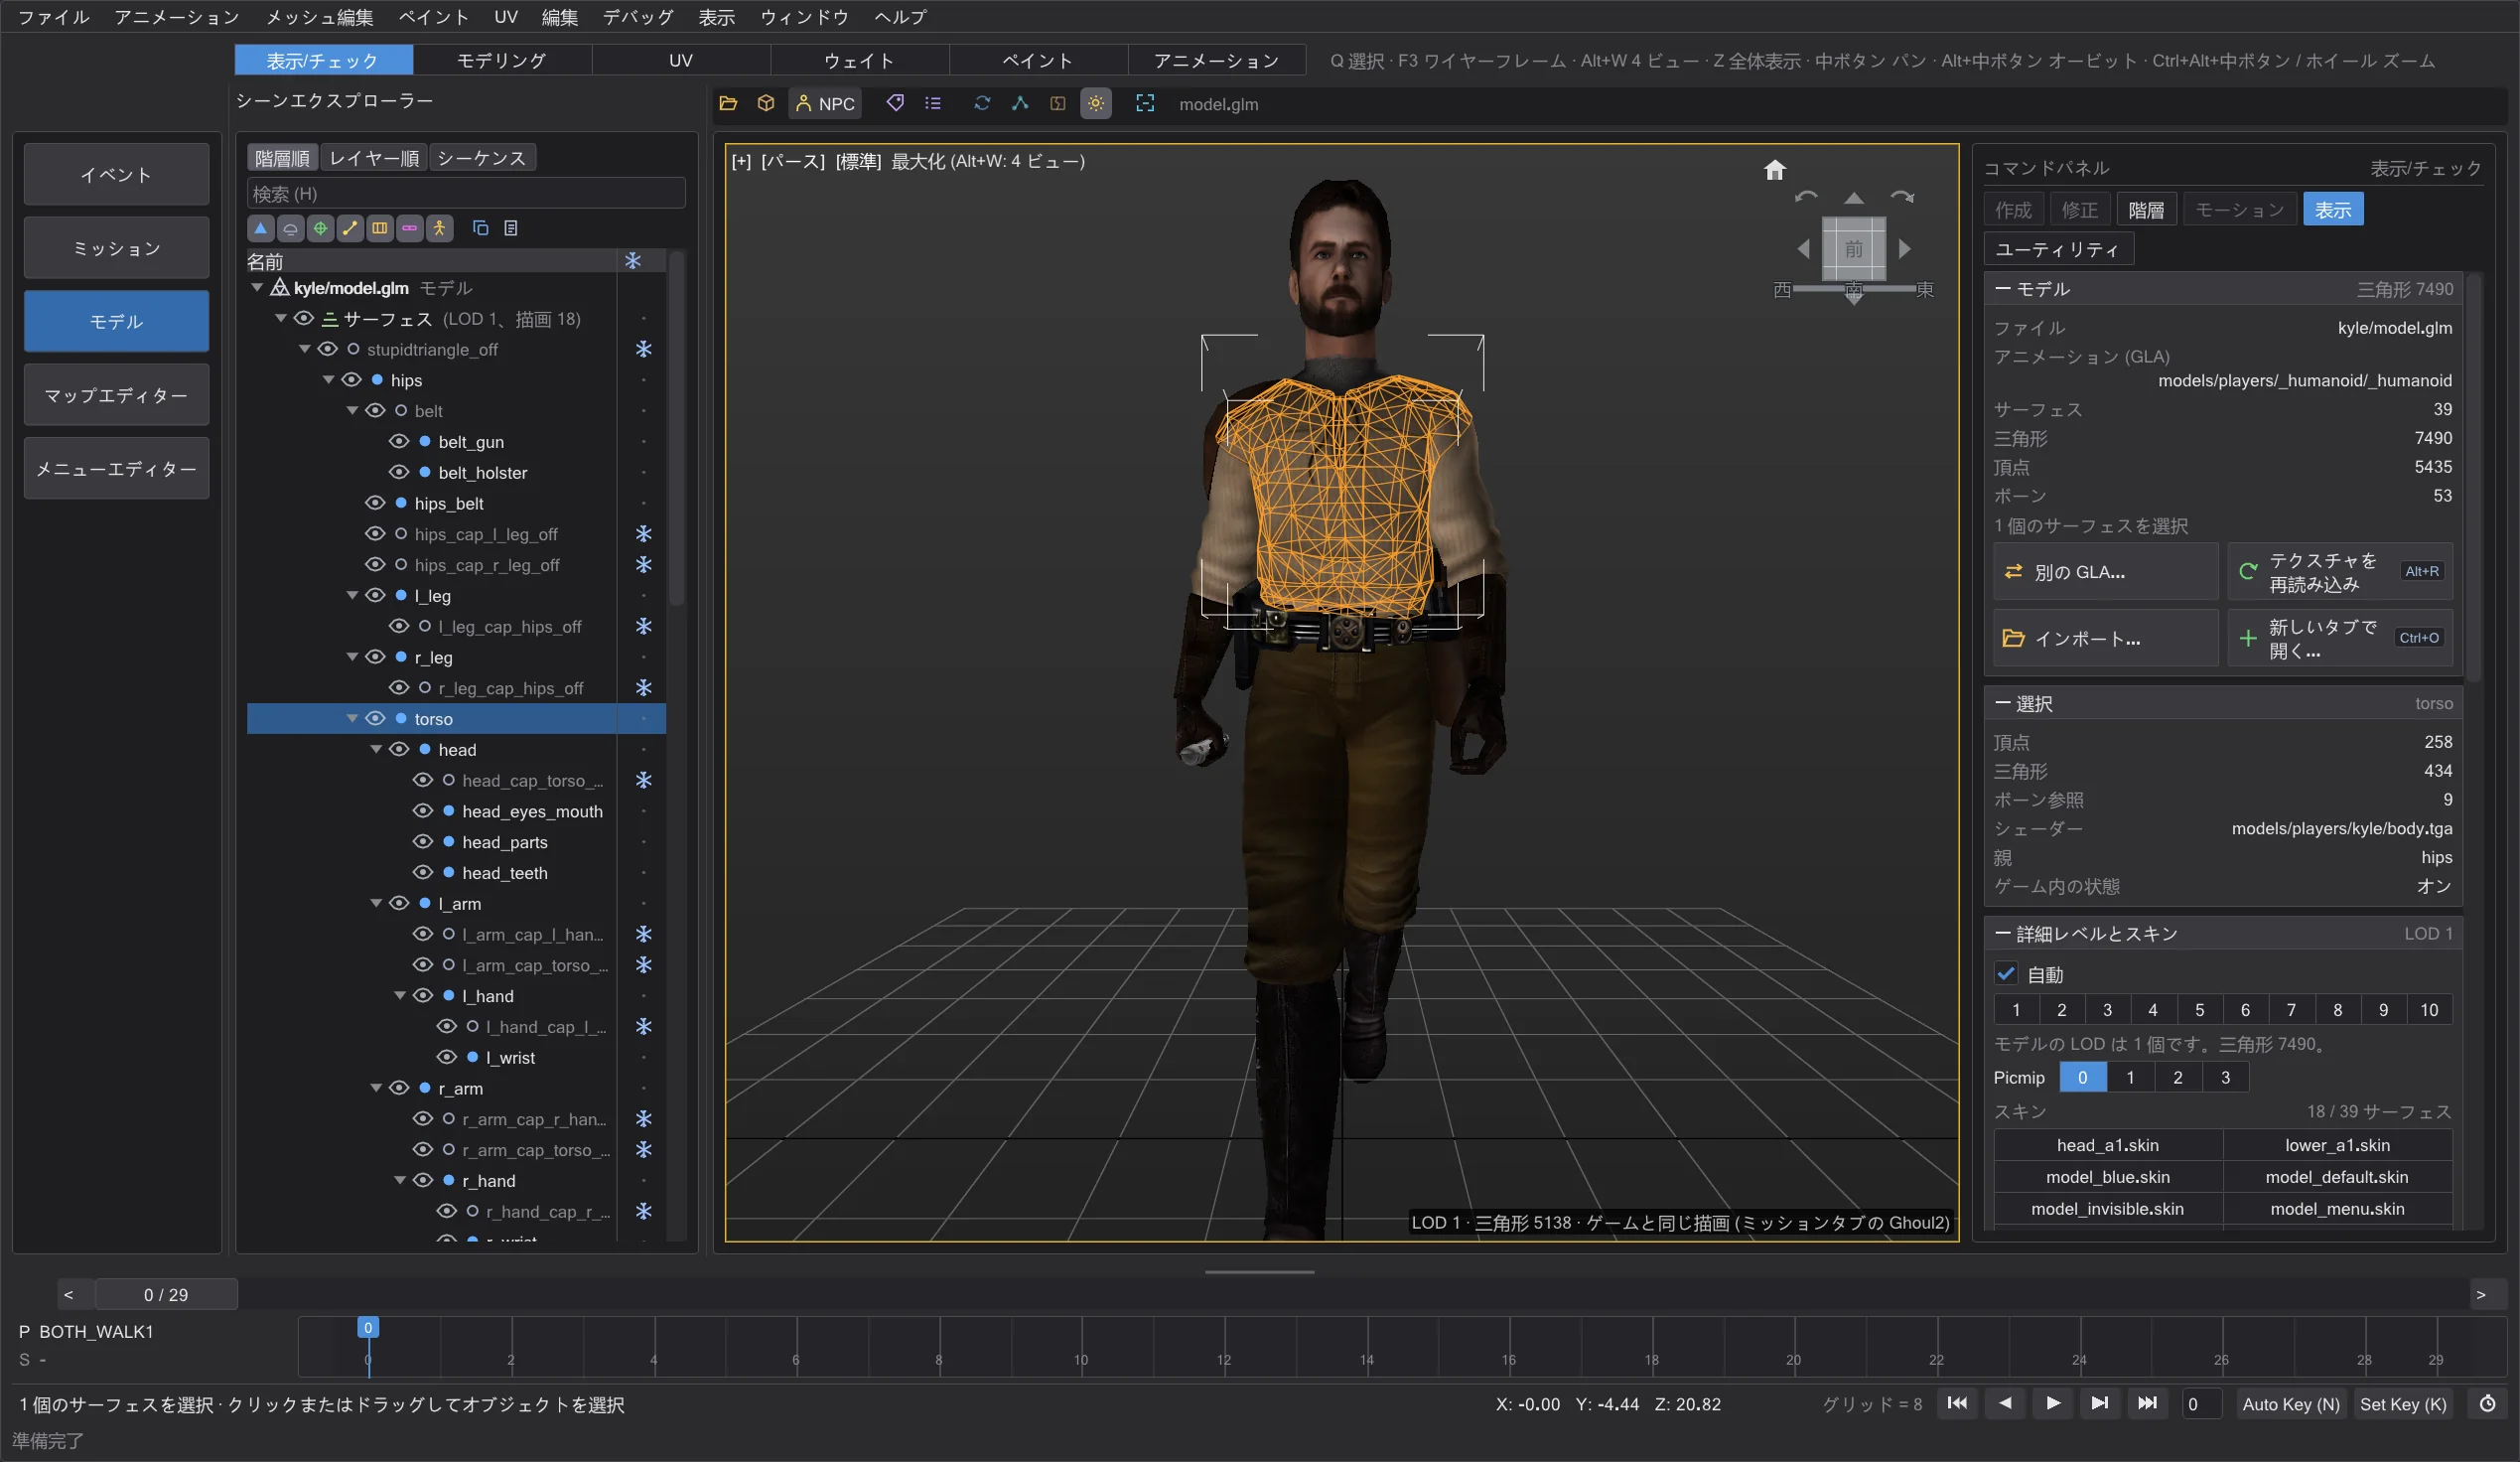 ファイル アニメーション メッシュ編集 ペイント UV 編集 デバッグ 表示 ウィンドウ ヘルプ
表示/チェック モデリング UV ウェイト ペイント アニメーション Q 選択 · F3 ワイヤーフレーム · Alt+W 4 ビュー · Z 全体表示 · 中ボタン パン · Alt+中ボタン オービット · Ctrl+Alt+中ボタン / ホイール ズーム
イベント
ミッション
モデル
マップエディター
メニューエディター
シーンエクスプローラー
階層順 レイヤー順 シーケンス
検索 (H)
名前
kyle/model.glm モデル
サーフェス (LOD 1、描画 18)
stupidtriangle_off
hips
belt
belt_gun
belt_holster
hips_belt
hips_cap_l_leg_off
hips_cap_r_leg_off
l_leg
l_leg_cap_hips_off
r_leg
r_leg_cap_hips_off
torso
head
head_cap_torso_...
head_eyes_mouth
head_parts
head_teeth
l_arm
l_arm_cap_l_han...
l_arm_cap_torso_...
l_hand
l_hand_cap_l_...
l_wrist
r_arm
r_arm_cap_r_han...
r_arm_cap_torso_...
r_hand
r_hand_cap_r_...
r_wrist
NPC model.glm
[+] [パース] [標準] 最大化 (Alt+W: 4 ビュー)
前
西 南 東
LOD 1 · 三角形 5138 · ゲームと同じ描画 (ミッションタブの Ghoul2)
コマンドパネル 表示/チェック
作成 修正 階層 モーション 表示
ユーティリティ
モデル 三角形 7490
ファイル kyle/model.glm
アニメーション (GLA)
models/players/_humanoid/_humanoid
サーフェス 39
三角形 7490
頂点 5435
ボーン 53
1 個のサーフェスを選択
別の GLA... テクスチャを再読み込み Alt+R
インポート... 新しいタブで開く... Ctrl+O
選択 torso
頂点 258
三角形 434
ボーン参照 9
シェーダー models/players/kyle/body.tga
親 hips
ゲーム内の状態 オン
詳細レベルとスキン LOD 1
自動
1 2 3 4 5 6 7 8 9 10
モデルの LOD は 1 個です。三角形 7490。
Picmip 0 1 2 3
スキン 18 / 39 サーフェス
head_a1.skin lower_a1.skin
model_blue.skin model_default.skin
model_invisible.skin model_menu.skin
< 0 / 29 >
P BOTH_WALK1
S -
0
0 2 4 6 8 10 12 14 16 18 20 22 24 26 28 29
1 個のサーフェスを選択 · クリックまたはドラッグしてオブジェクトを選択 X: -0.00 Y: -4.44 Z: 20.82 グリッド = 8 0 Auto Key (N) Set Key (K)
準備完了